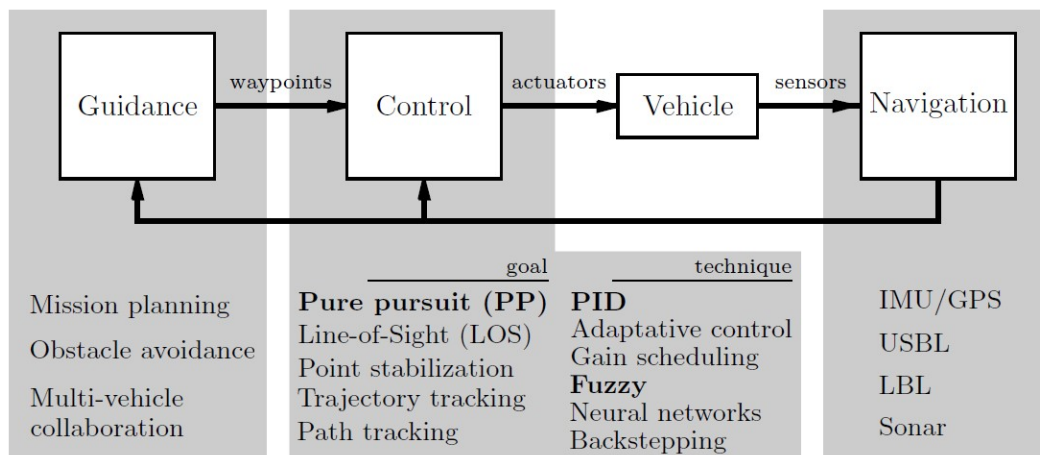 Guidance
waypoints
Control
actuators
Vehicle
sensors
Navigation
Mission planning
Obstacle avoidance
Multi-vehicle
collaboration
goal
Pure pursuit (PP)
Line-of-Sight (LOS)
Point stabilization
Trajectory tracking
Path tracking
technique
PID
Adaptative control
Gain scheduling
Fuzzy
Neural networks
Backstepping
IMU/GPS
USBL
LBL
Sonar